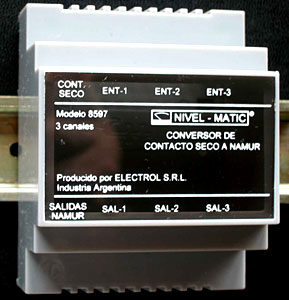 CONT. SECO ENT-1 ENT-2 ENT-3
Modelo 8597
3 canales
NIVEL - MATIC®
CONVERSOR DE
CONTACTO SECO A NAMUR
Producido por ELECTROL S.R.L.
Industria Argentina
SALIDAS NAMUR SAL-1 SAL-2 SAL-3